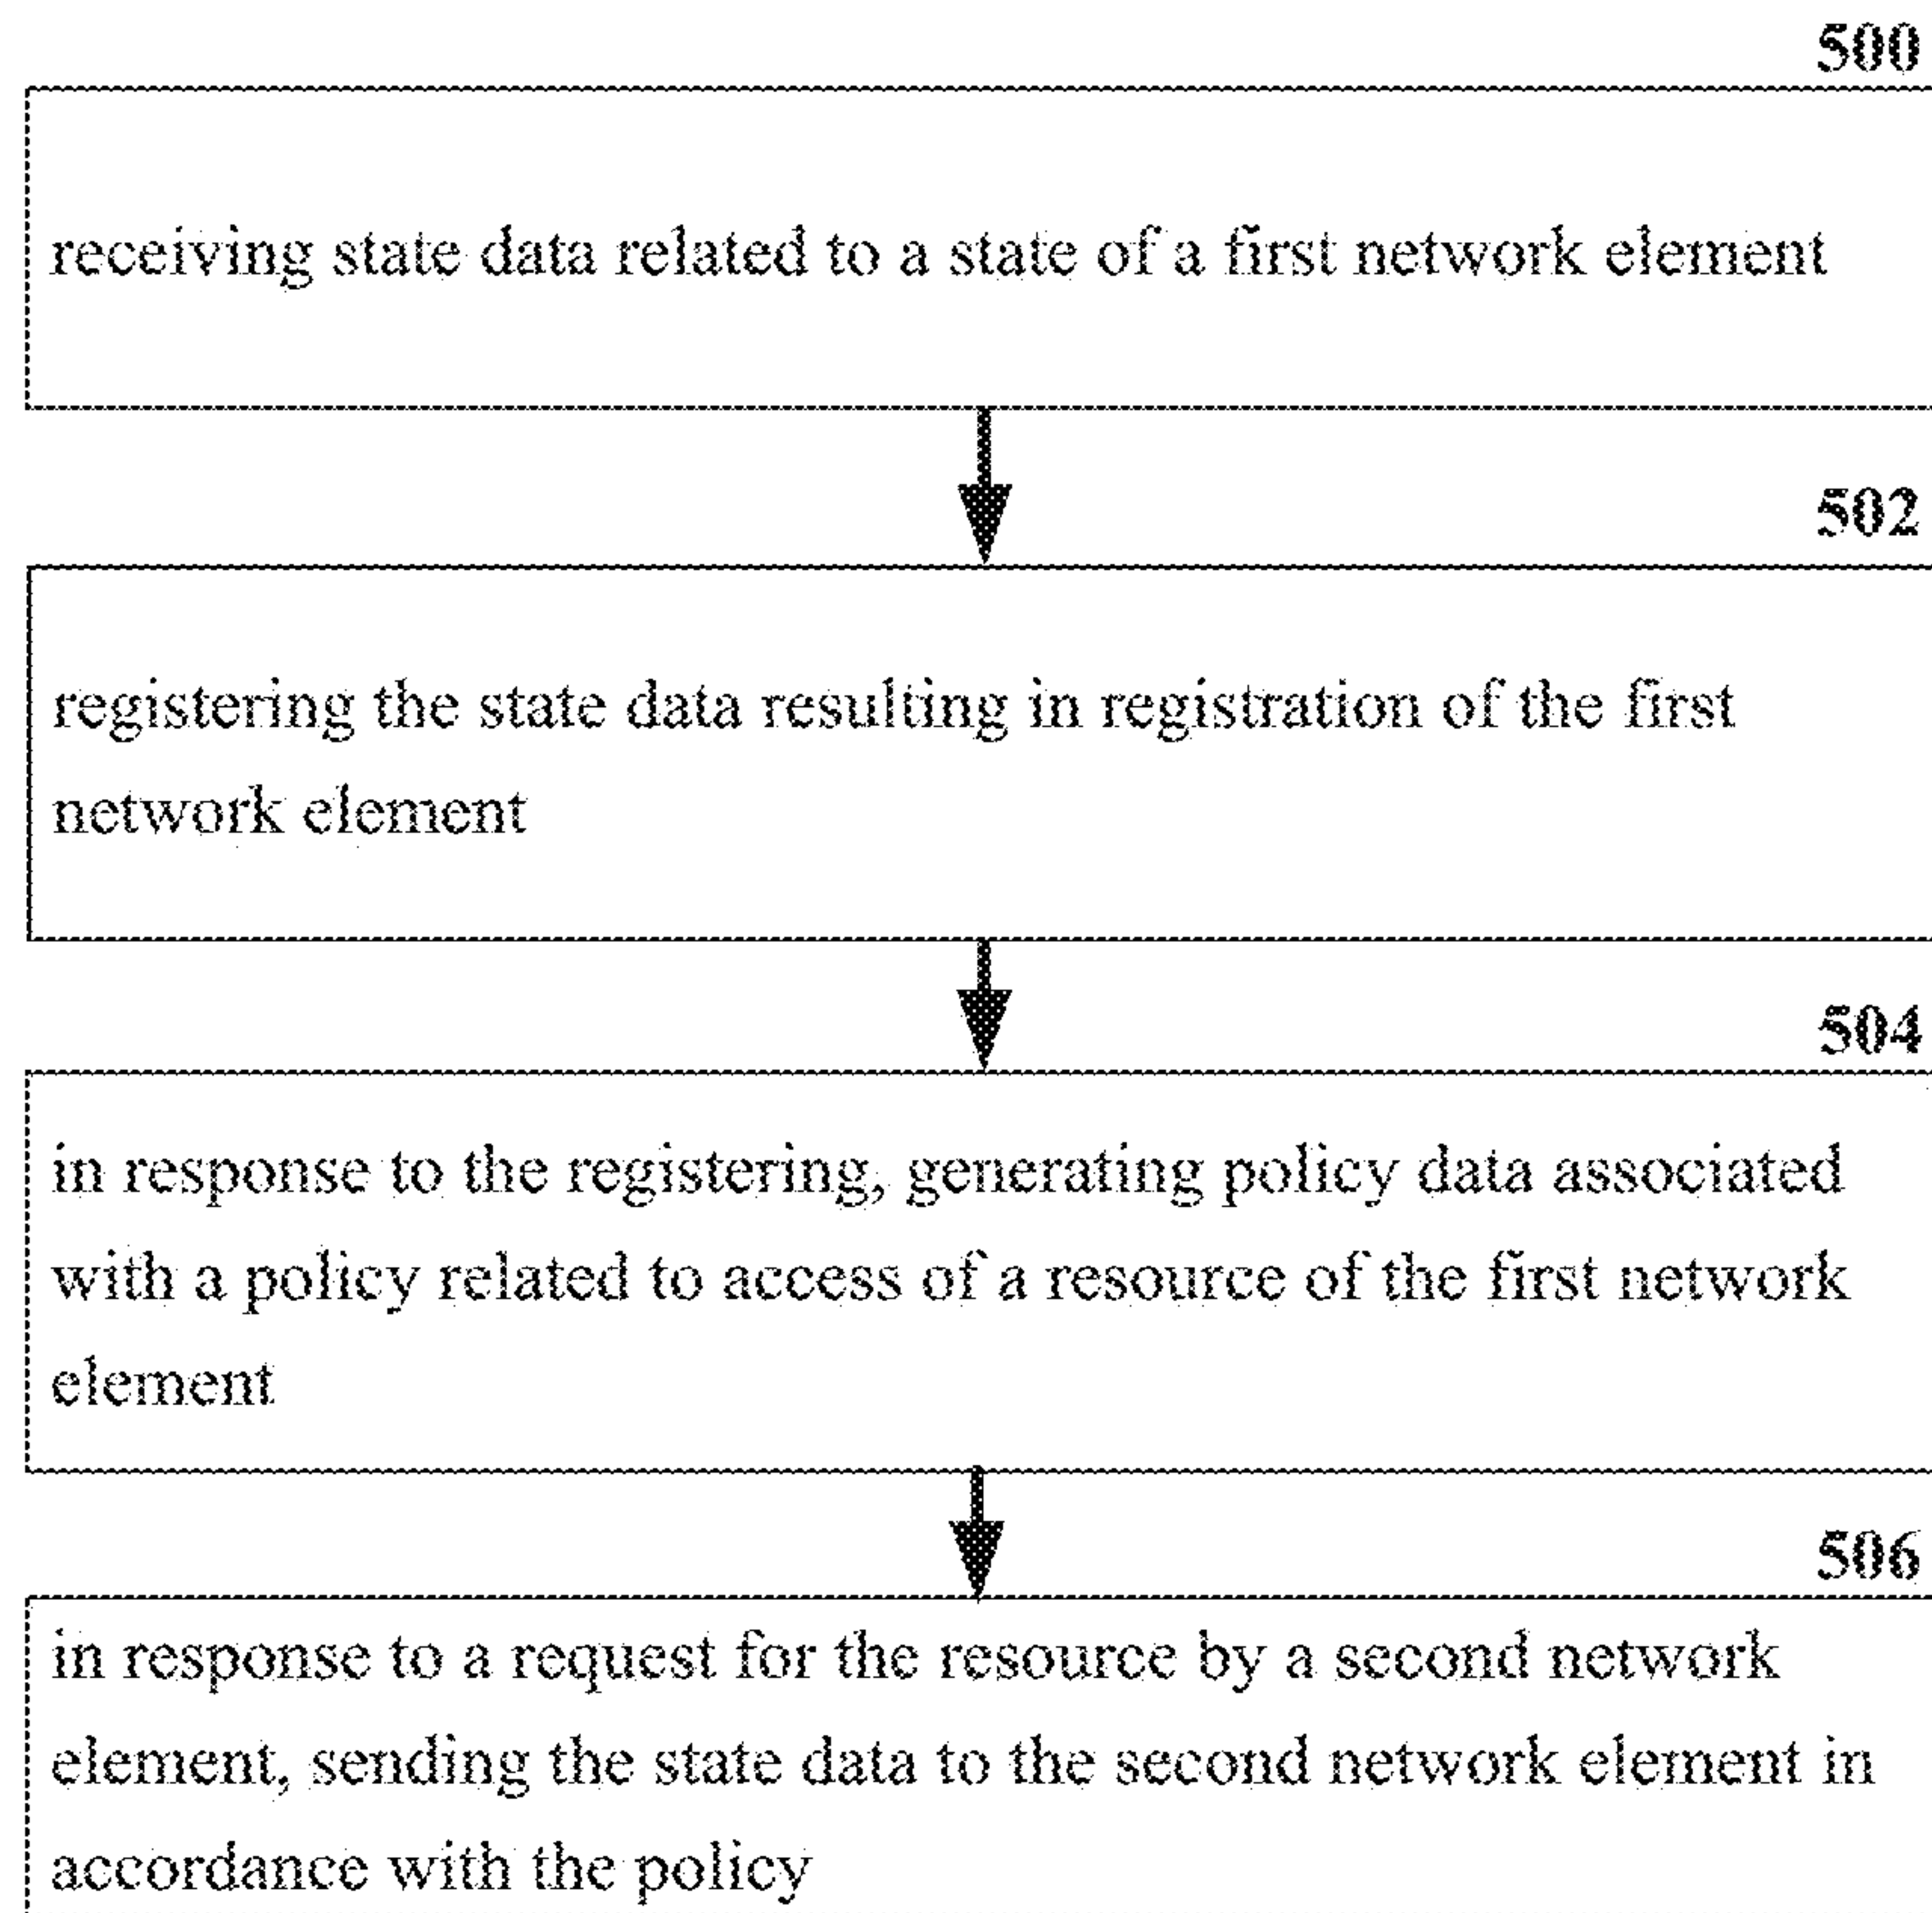 500
receiving state data related to a state of a first network element
502
registering the state data resulting in registration of the first
network element
504
in response to the registering, generating policy data associated
with a policy related to access of a resource of the first network
element
506
in response to a request for the resource by a second network
element, sending the state data to the second network element in
accordance with the policy